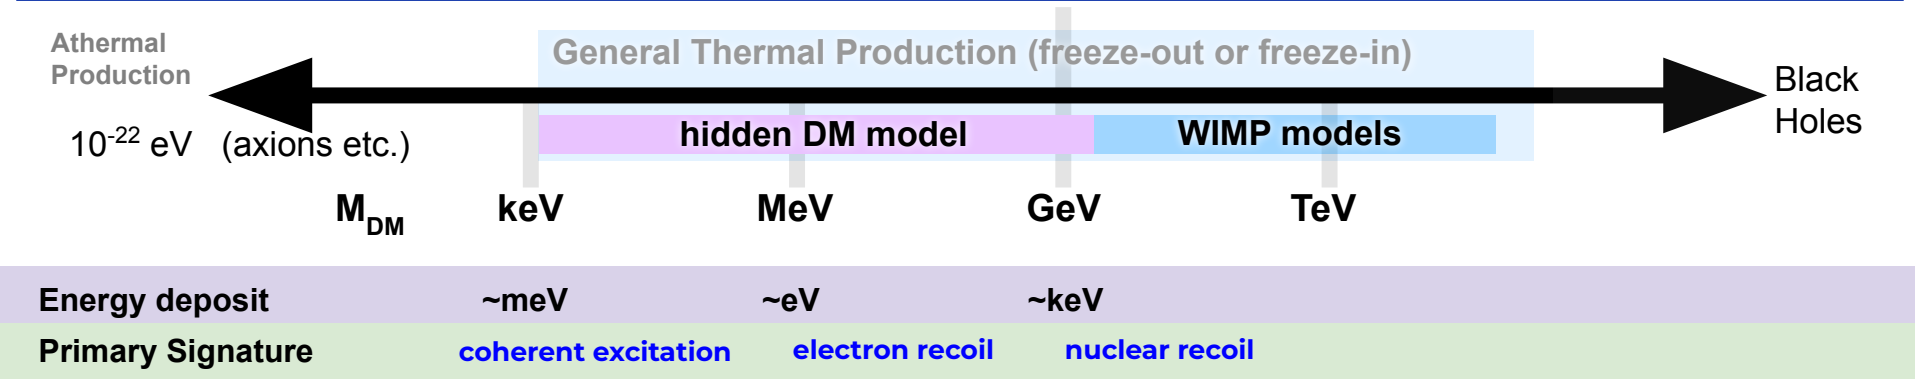 Athermal
Production
General Thermal Production (freeze-out or freeze-in)
Black
Holes
hidden DM model
WIMP models
10⁻²² eV (axions etc.)
M_DM keV MeV GeV TeV
Energy deposit ~meV ~eV ~keV
Primary Signature coherent excitation electron recoil nuclear recoil